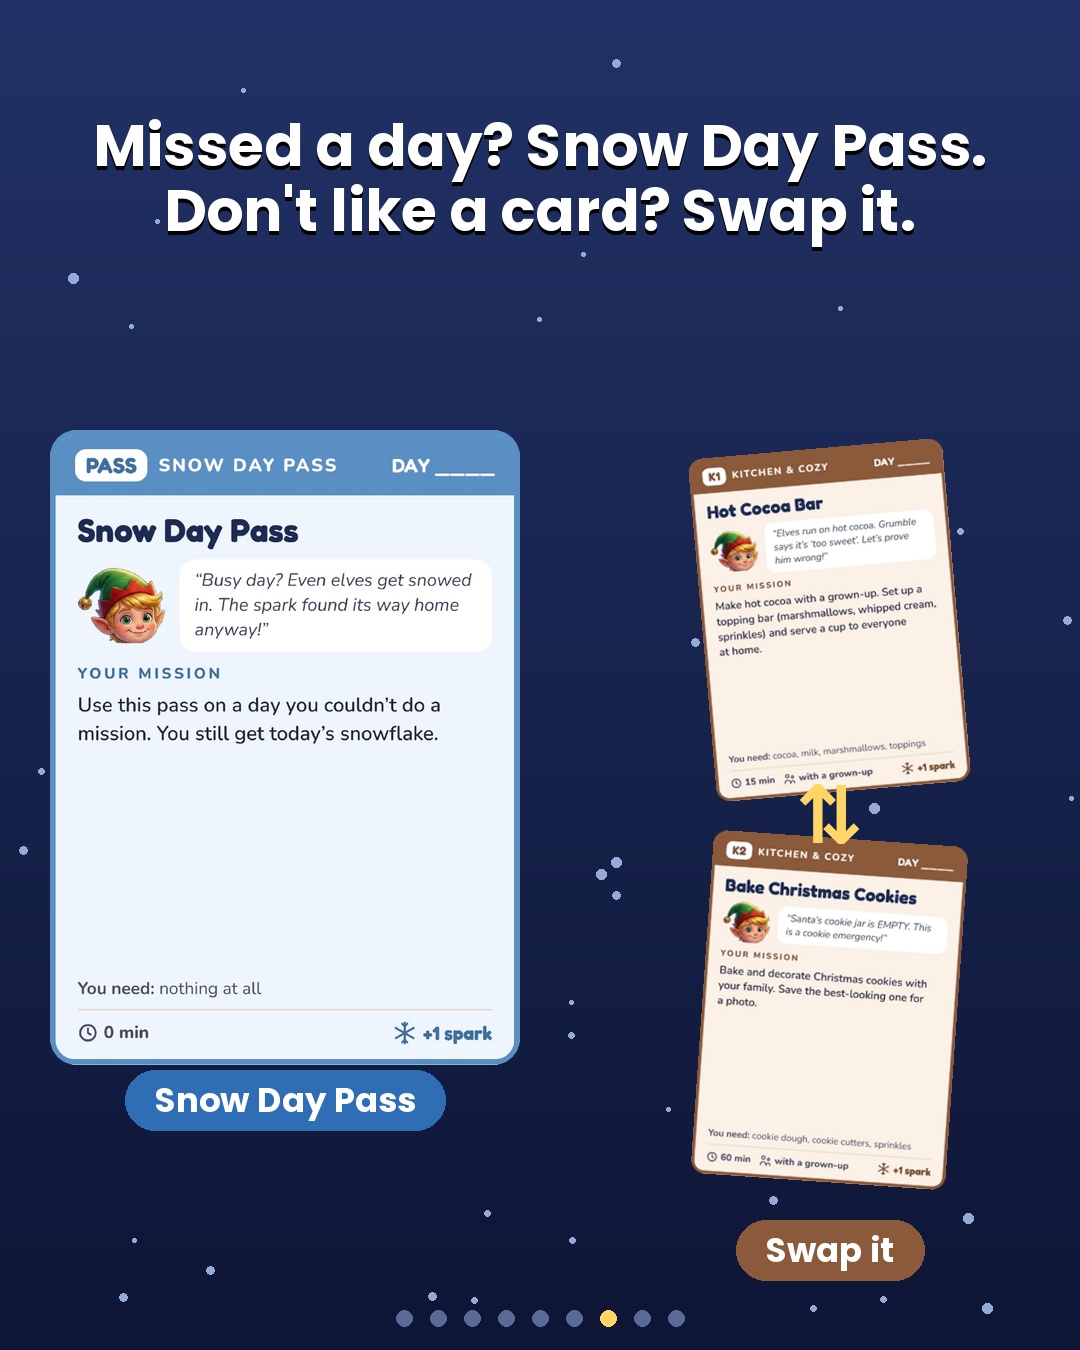 Missed a day? Snow Day Pass.
Don't like a card? Swap it.
PASS SNOW DAY PASS DAY ____
Snow Day Pass
“Busy day? Even elves get snowed
in. The spark found its way home
anyway!”
YOUR MISSION
Use this pass on a day you couldn’t do a
mission. You still get today’s snowflake.
You need: nothing at all
0 min +1 spark
Snow Day Pass
K1 KITCHEN & COZY DAY ____
Hot Cocoa Bar
“Elves run on hot cocoa. Grumble
says it’s ‘too sweet’. Let’s prove
him wrong!”
YOUR MISSION
Make hot cocoa with a grown-up. Set up a
topping bar (marshmallows, whipped cream,
sprinkles) and serve a cup to everyone
at home.
You need: cocoa, milk, marshmallows, toppings
15 min with a grown-up +1 spark
K2 KITCHEN & COZY DAY ____
Bake Christmas Cookies
“Santa’s cookie jar is EMPTY. This
is a cookie emergency!”
YOUR MISSION
Bake and decorate Christmas cookies with
your family. Save the best-looking one for
a photo.
You need: cookie dough, cookie cutters, sprinkles
60 min with a grown-up +1 spark
Swap it